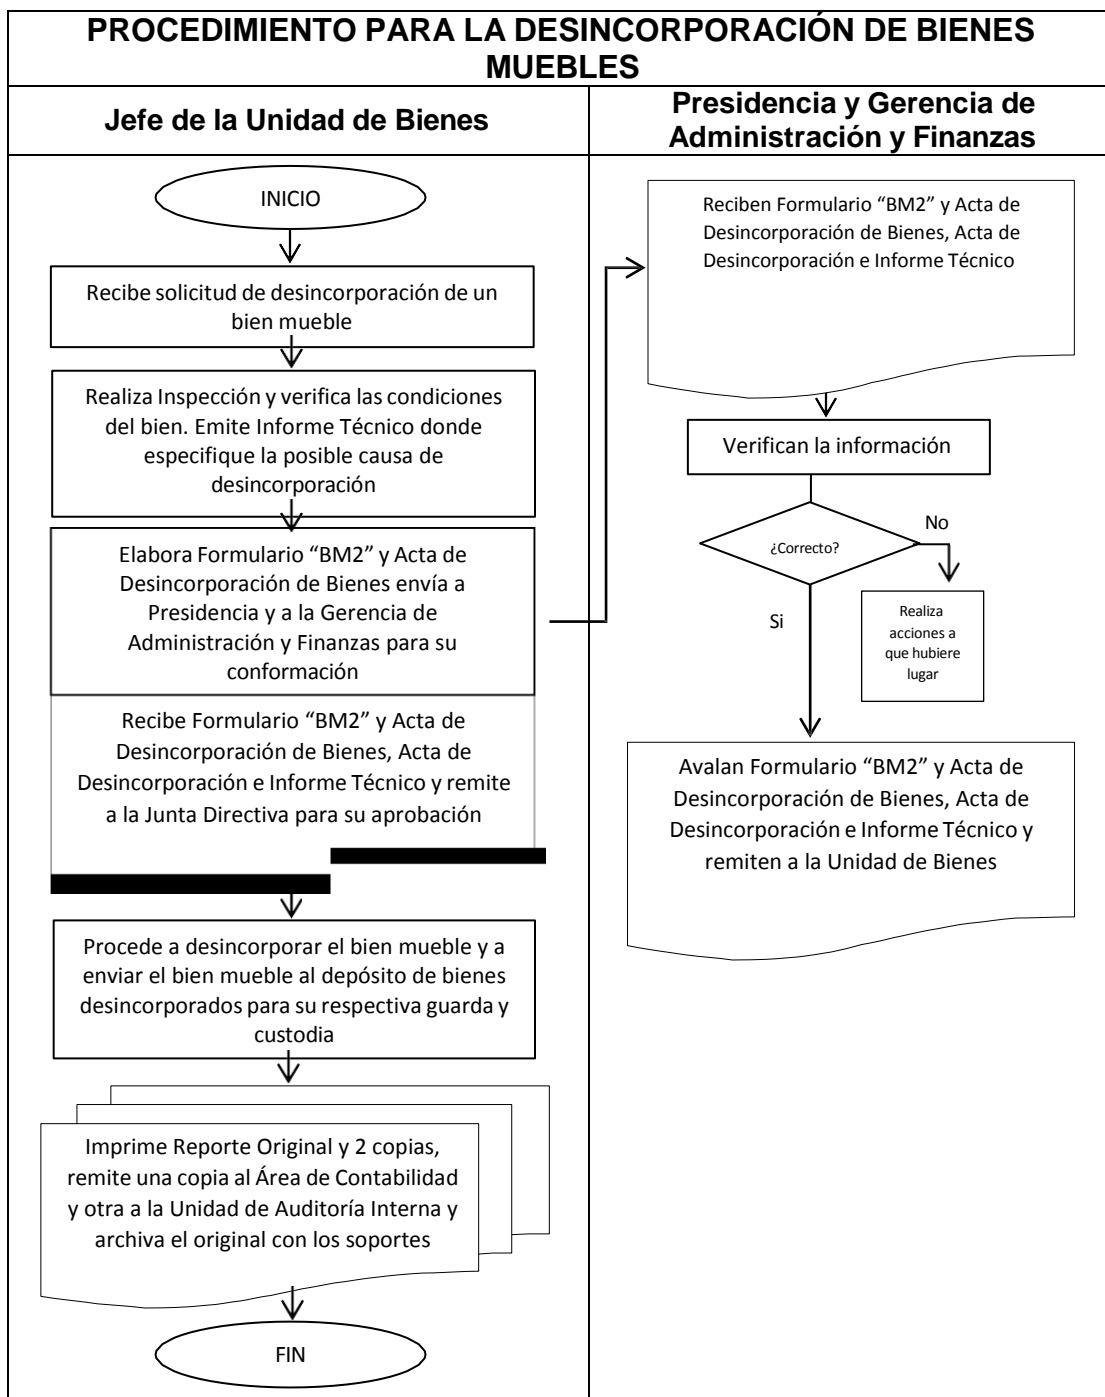 PROCEDIMIENTO PARA LA DESINCORPORACIÓN DE BIENES
MUEBLES
Jefe de la Unidad de Bienes
Presidencia y Gerencia de
Administración y Finanzas
INICIO
Recibe solicitud de desincorporación de un
bien mueble
Realiza Inspección y verifica las condiciones
del bien. Emite Informe Técnico donde
especifique la posible causa de
desincorporación
Elabora Formulario “BM2” y Acta de
Desincorporación de Bienes envía a
Presidencia y a la Gerencia de
Administración y Finanzas para su
conformación
Recibe Formulario “BM2” y Acta de
Desincorporación de Bienes, Acta de
Desincorporación e Informe Técnico y remite
a la Junta Directiva para su aprobación
Procede a desincorporar el bien mueble y a
enviar el bien mueble al depósito de bienes
desincorporados para su respectiva guarda y
custodia
Imprime Reporte Original y 2 copias,
remite una copia al Área de Contabilidad
y otra a la Unidad de Auditoría Interna y
archiva el original con los soportes
FIN
Reciben Formulario “BM2” y Acta de
Desincorporación de Bienes, Acta de
Desincorporación e Informe Técnico
Verifican la información
¿Correcto?
No
Si
Realiza
acciones a
que hubiere
lugar
Avalan Formulario “BM2” y Acta de
Desincorporación de Bienes, Acta de
Desincorporación e Informe Técnico y
remiten a la Unidad de Bienes